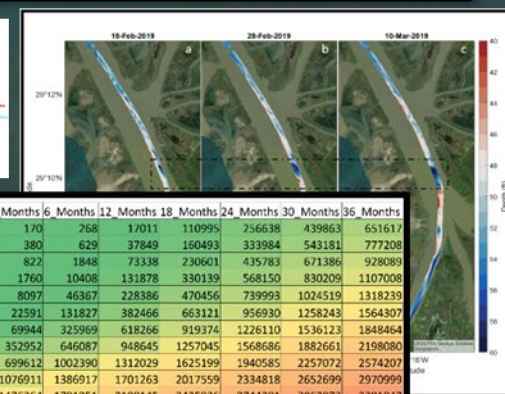 18-Feb-2019 28-Feb-2019 10-Mar-2019
a b c
29°12'N
29°10'N
40
42
44
46
48
50
52
54
56
58
60
Depth (ft)
Months 6_Months 12_Months 18_Months 24_Months 30_Months 36_Months
170 268 17011 110995 256638 439863 651617
380 629 37849 160493 333984 543181 777208
822 1848 73338 230601 435783 671386 928089
1760 10408 131878 330139 568150 830209 1107008
8097 46367 228386 470456 739993 1024519 1318239
22591 131827 382466 663121 956930 1258243 1564307
69944 325969 618266 919374 1226110 1536123 1848464
352952 646087 948645 1257045 1568686 1882661 2198080
699612 1002390 1312029 1625199 1940585 2257072 2574207
1076911 1386917 1701263 2017559 2334818 2652699 2970999